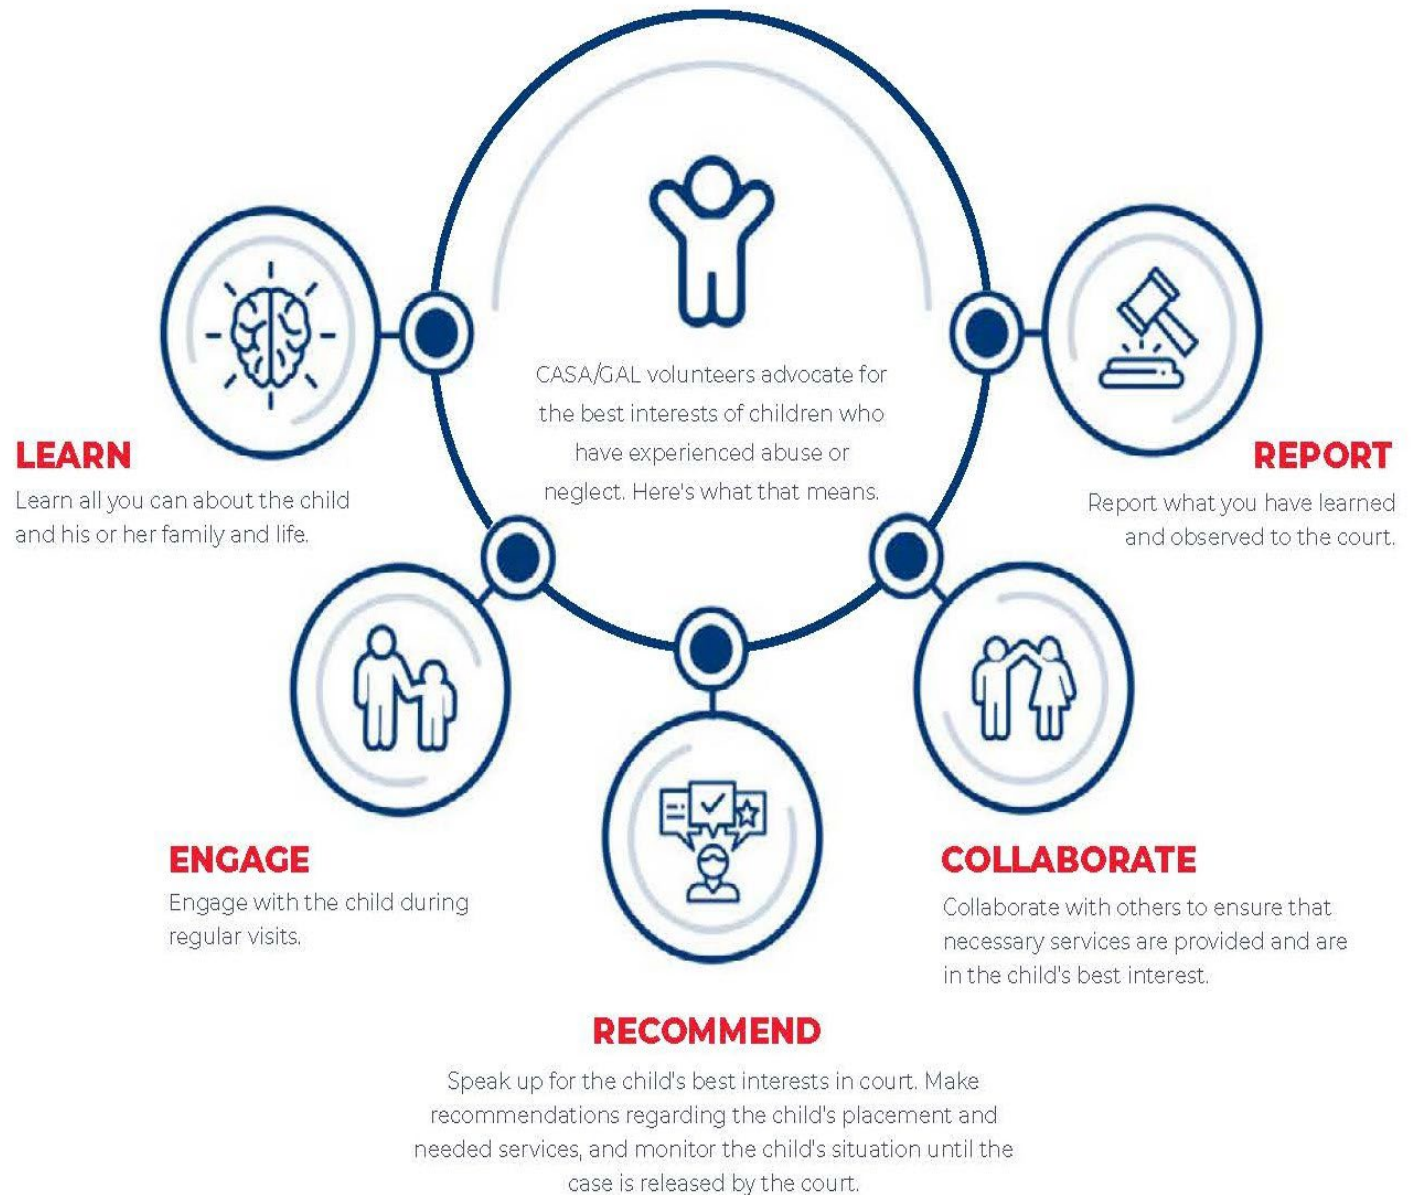 CASA/GAL volunteers advocate for
the best interests of children who
have experienced abuse or
neglect. Here's what that means.
LEARN
Learn all you can about the child
and his or her family and life.
ENGAGE
Engage with the child during
regular visits.
RECOMMEND
Speak up for the child's best interests in court. Make
recommendations regarding the child's placement and
needed services, and monitor the child's situation until the
case is released by the court.
COLLABORATE
Collaborate with others to ensure that
necessary services are provided and are
in the child's best interest.
REPORT
Report what you have learned
and observed to the court.